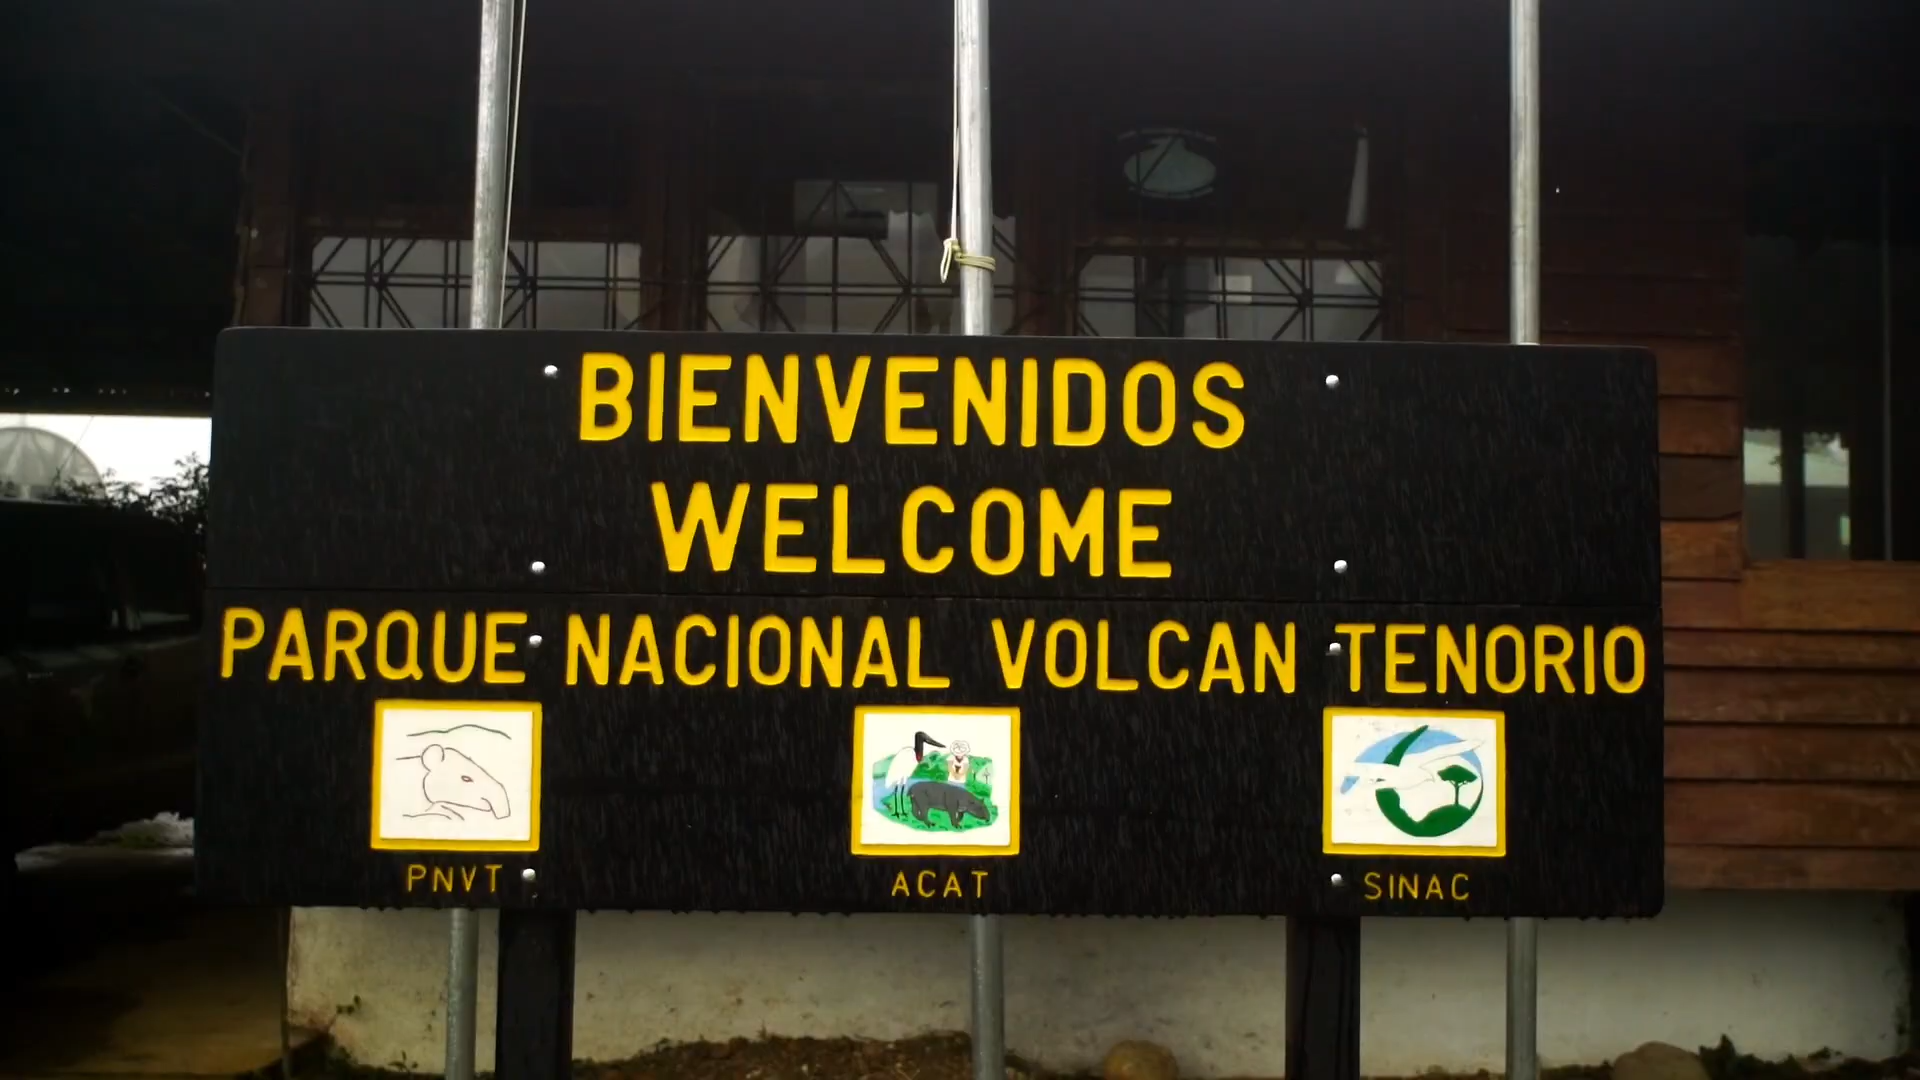 BIENVENIDOS
WELCOME
PARQUE NACIONAL VOLCAN TENORIO
PNVT ACAT SINAC